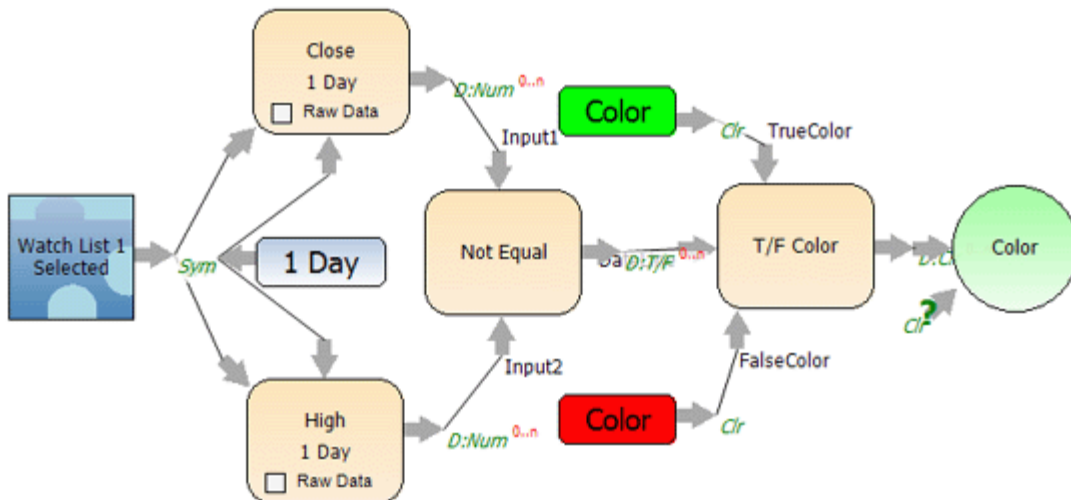 Close
1 Day
Raw Data
D:Num 0..n
Input1
Color
Clr
TrueColor
Watch List 1
Selected
Sym
1 Day
Not Equal
D:T/F 0..n
T/F Color
Color
Clr
?
Input2
FalseColor
High
1 Day
Raw Data
D:Num 0..n
Color
Clr